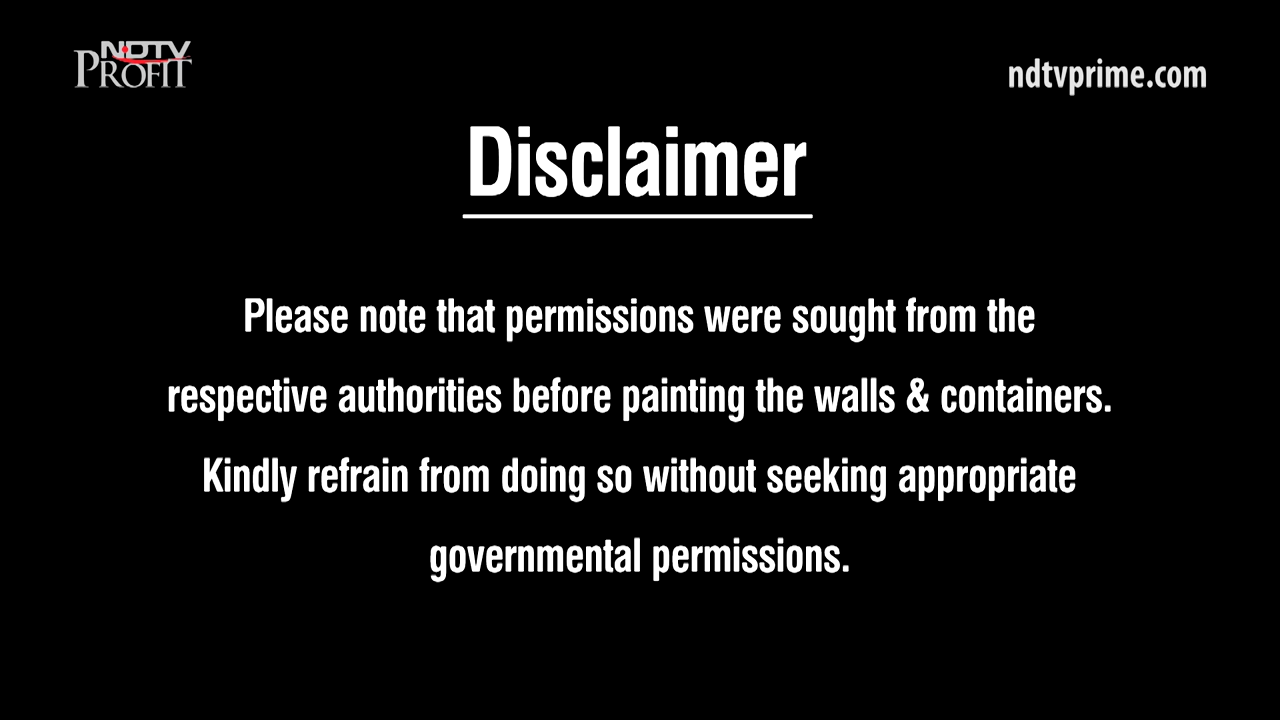 NDTV
PROFIT
ndtvprime.com
Disclaimer
Please note that permissions were sought from the
respective authorities before painting the walls & containers.
Kindly refrain from doing so without seeking appropriate
governmental permissions.